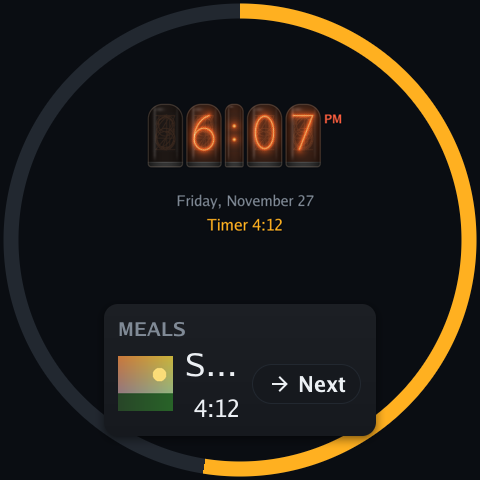 6:07 PM
Friday, November 27
Timer 4:12
MEALS
S...
4:12
→ Next